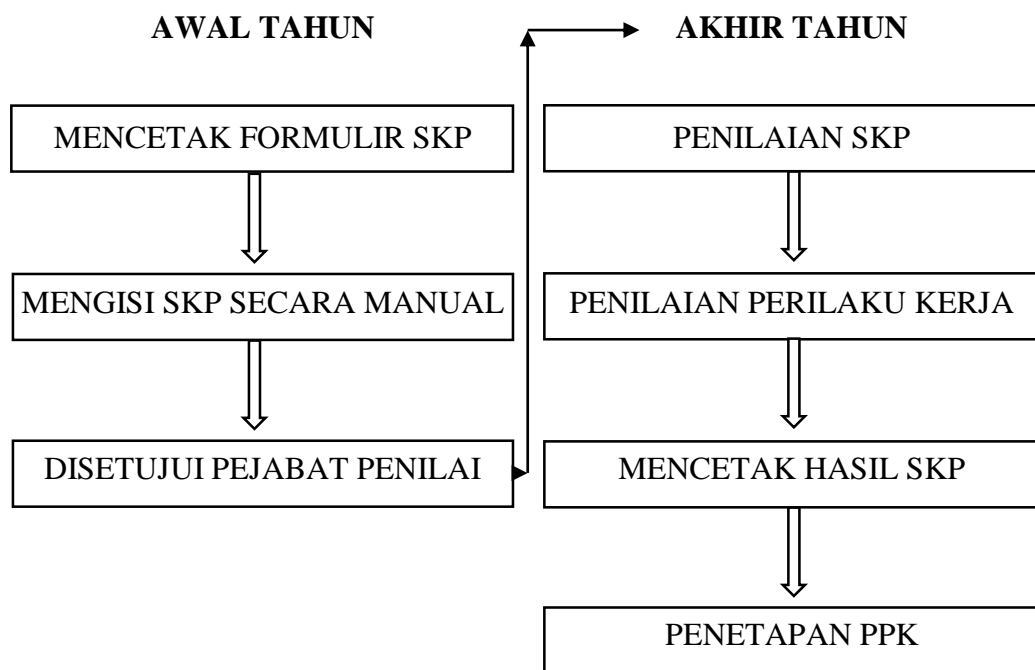 AWAL TAHUN
MENCETAK FORMULIR SKP
MENGISI SKP SECARA MANUAL
DISETUJUI PEJABAT PENILAI
AKHIR TAHUN
PENILAIAN SKP
PENILAIAN PERILAKU KERJA
MENCETAK HASIL SKP
PENETAPAN PPK